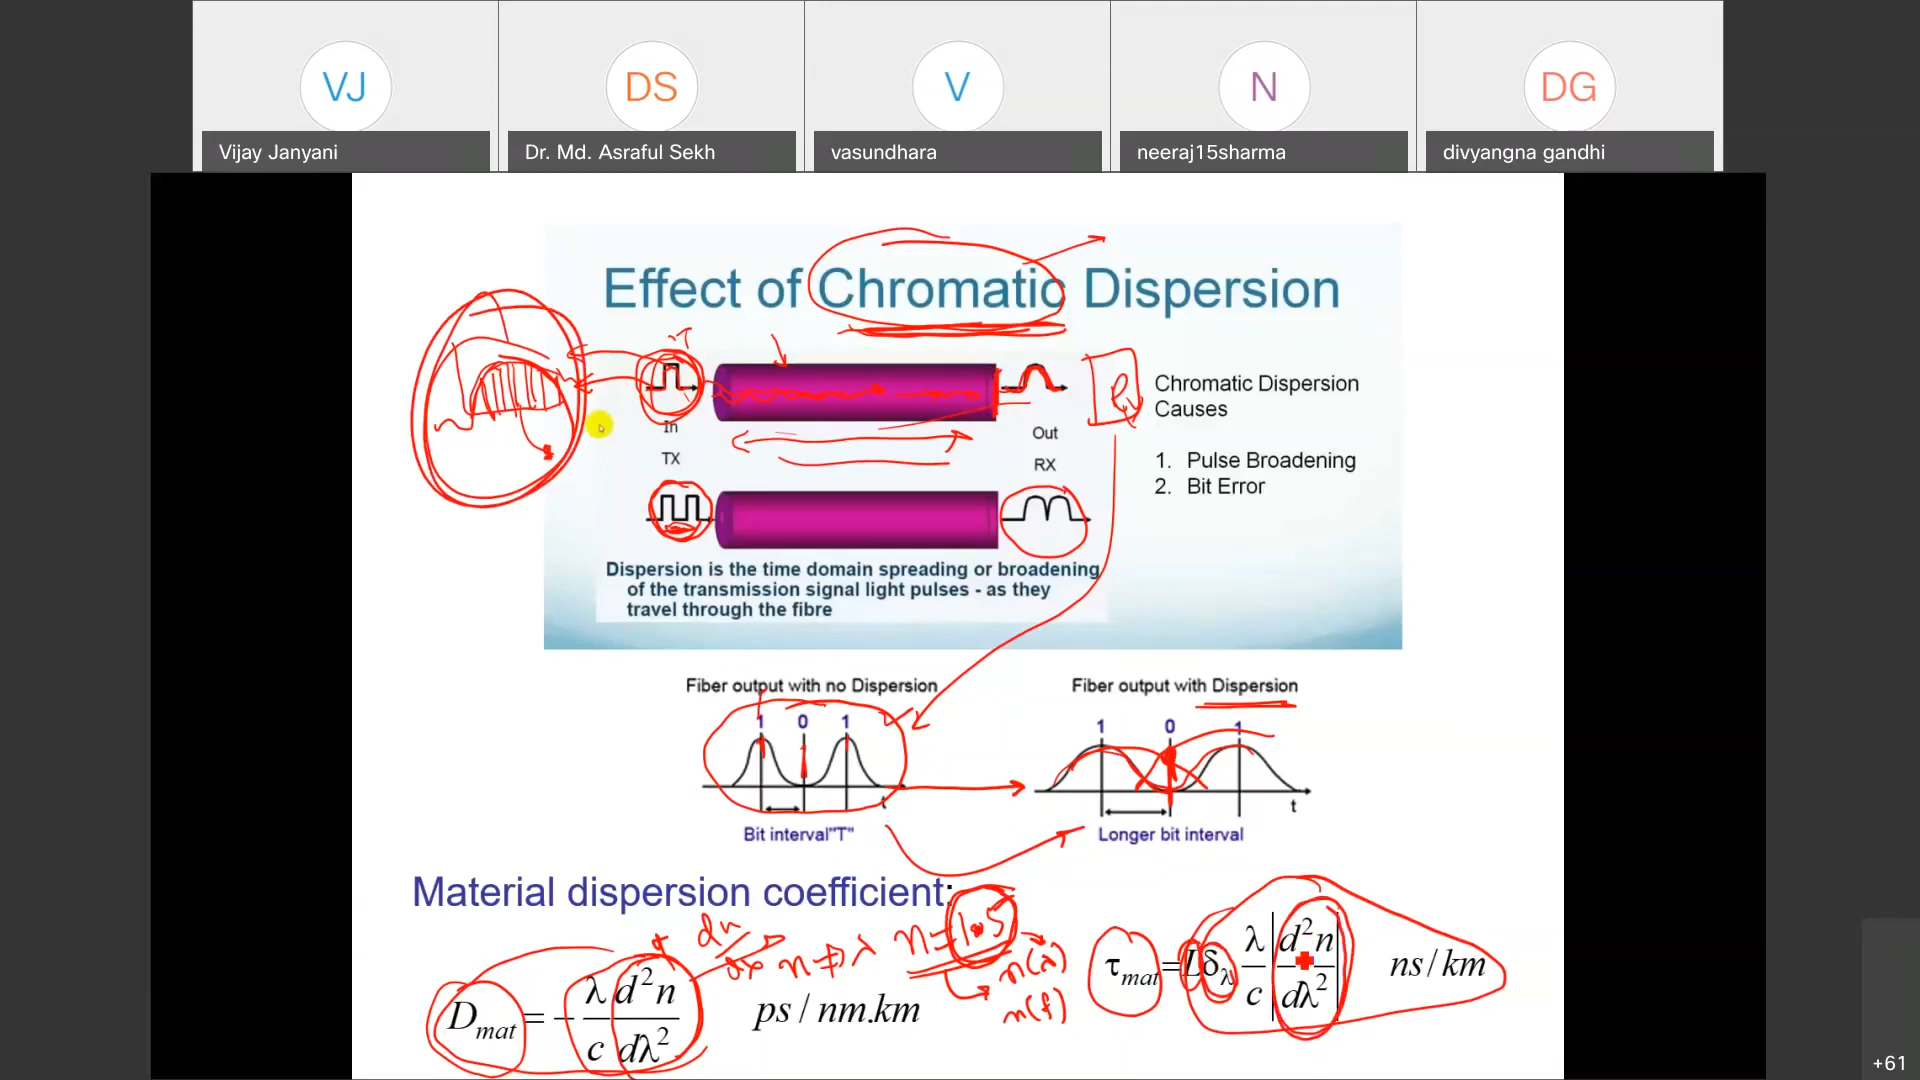 VJ DS V N DG
Vijay Janyani Dr. Md. Asraful Sekh vasundhara neeraj15sharma divyangna gandhi
Effect of Chromatic Dispersion
In
TX
Out
RX
Chromatic Dispersion
Causes
1. Pulse Broadening
2. Bit Error
Dispersion is the time domain spreading or broadening
of the transmission signal light pulses - as they
travel through the fibre
Fiber output with no Dispersion
1 0 1
t
Bit interval"T"
Fiber output with Dispersion
1 0 1
t
Longer bit interval
Material dispersion coefficient:
n=1.5
n(λ)
n(f)
D_mat = - λ/c d²n/dλ² ps / nm.km
τ_mat = Lδ_λ λ/c |d²n/dλ²| ns / km
+61